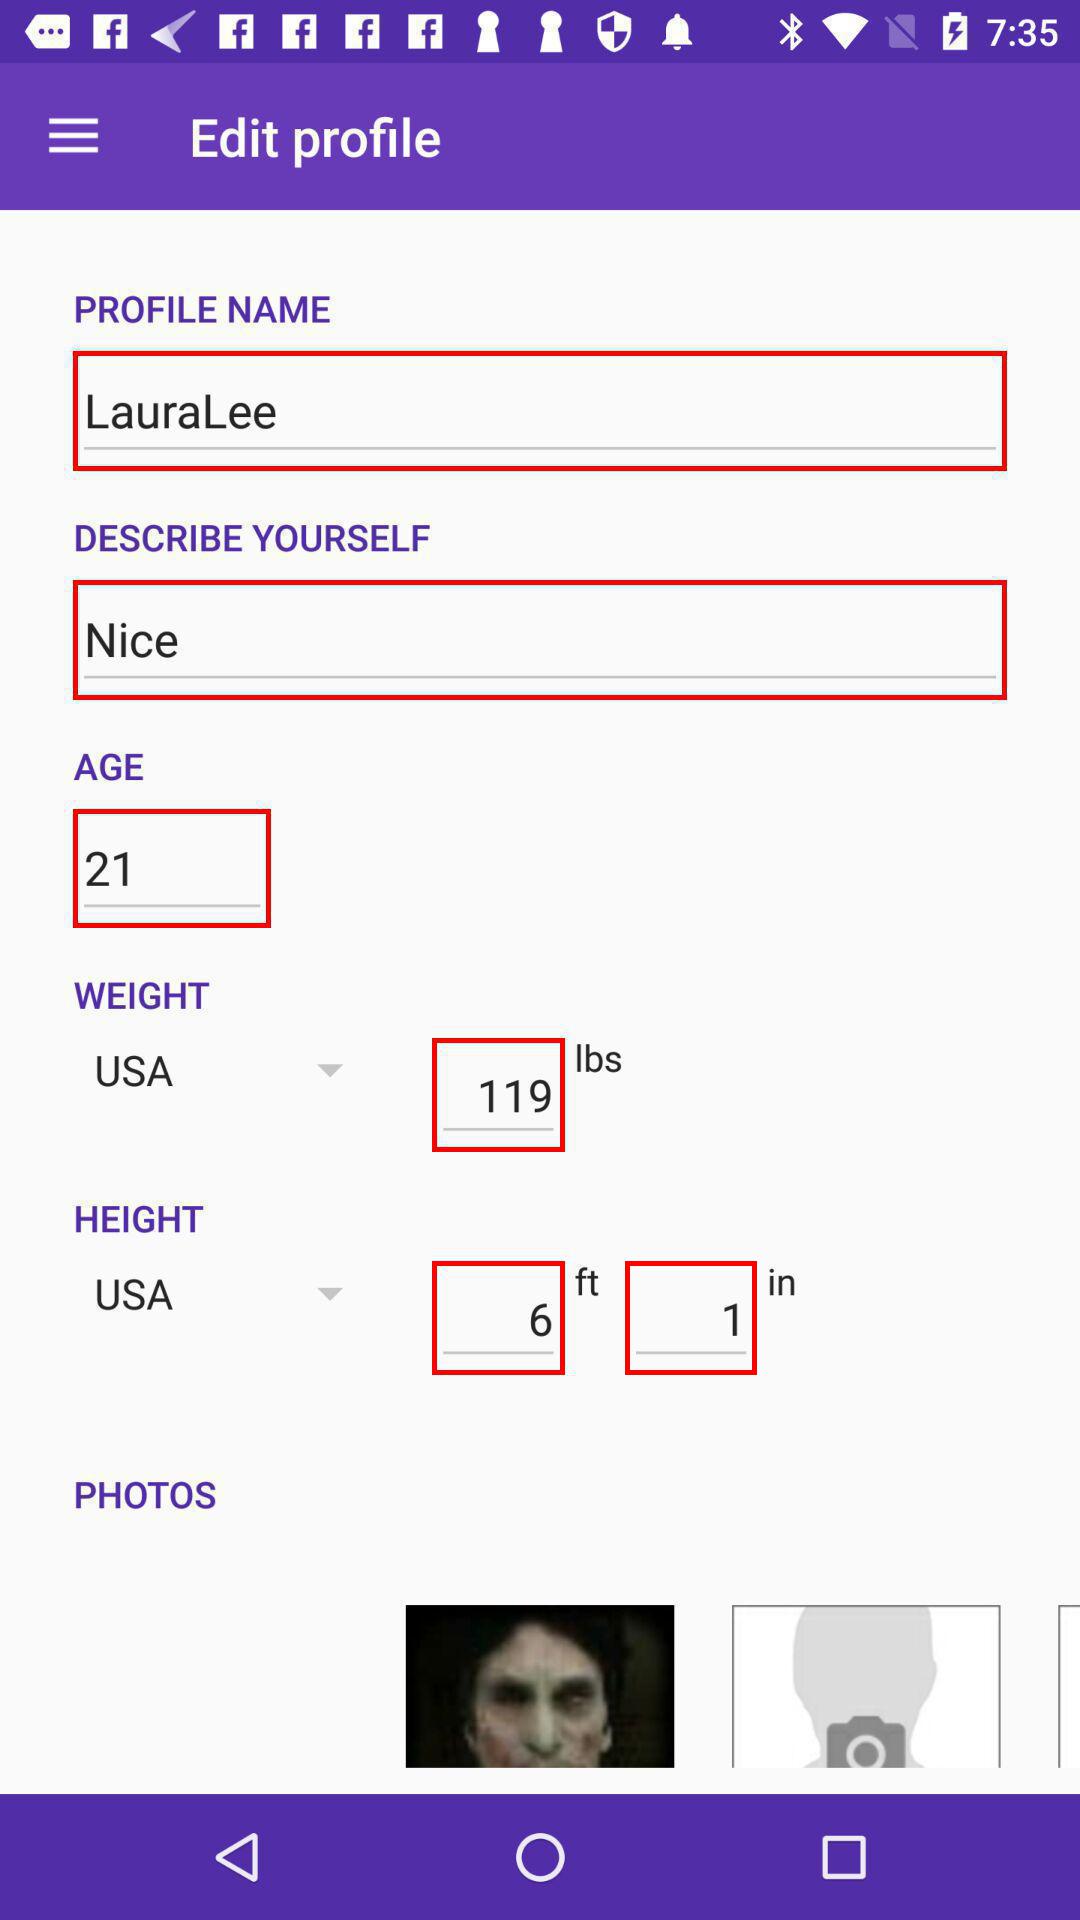 7:35
Edit profile
PROFILE NAME
LauraLee
DESCRIBE YOURSELF
Nice
AGE
21
WEIGHT
USA 119 lbs
HEIGHT
USA 6 ft 1 in
PHOTOS